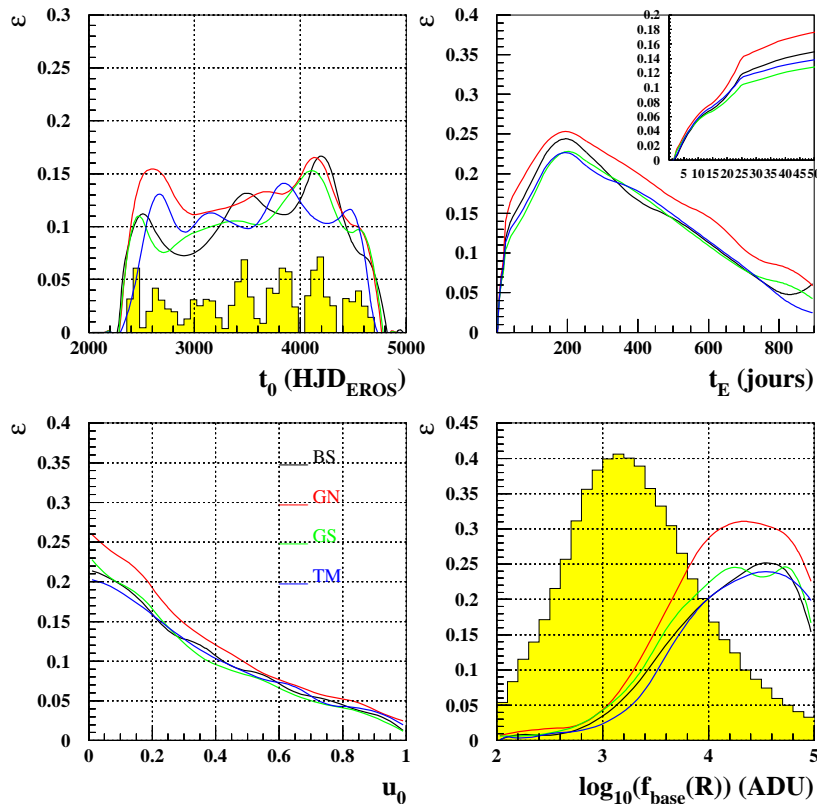 ε
0.3
0.25
0.2
0.15
0.1
0.05
0
2000 3000 4000 5000
t_0 (HJD_EROS)
ε
0.4
0.35
0.3
0.25
0.2
0.15
0.1
0.05
0
200 400 600 800
t_E (jours)
0.2
0.18
0.16
0.14
0.12
0.1
0.08
0.06
0.04
0.02
0
5 10 15 20 25 30 35 40 45 50
ε
0.4
0.35
0.3
0.25
0.2
0.15
0.1
0.05
0
0 0.2 0.4 0.6 0.8 1
u_0
BS
GN
GS
TM
ε
0.45
0.4
0.35
0.3
0.25
0.2
0.15
0.1
0.05
0
2 3 4 5
log_10(f_base(R)) (ADU)